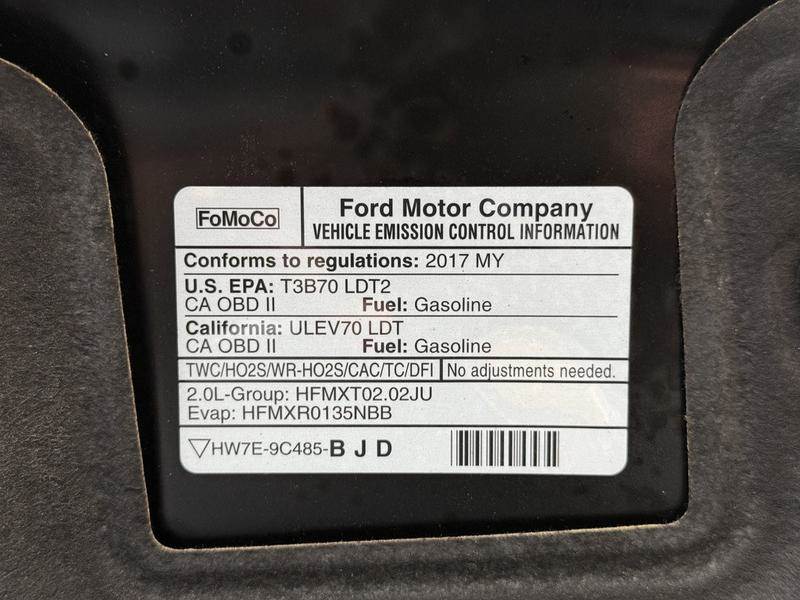 FoMoCo
Ford Motor Company
VEHICLE EMISSION CONTROL INFORMATION
Conforms to regulations: 2017 MY
U.S. EPA: T3B70 LDT2
CA OBD II Fuel: Gasoline
California: ULEV70 LDT
CA OBD II Fuel: Gasoline
TWC/HO2S/WR-HO2S/CAC/TC/DFI No adjustments needed.
2.0L-Group: HFMXT02.02JU
Evap: HFMXR0135NBB
▽HW7E-9C485-B J D